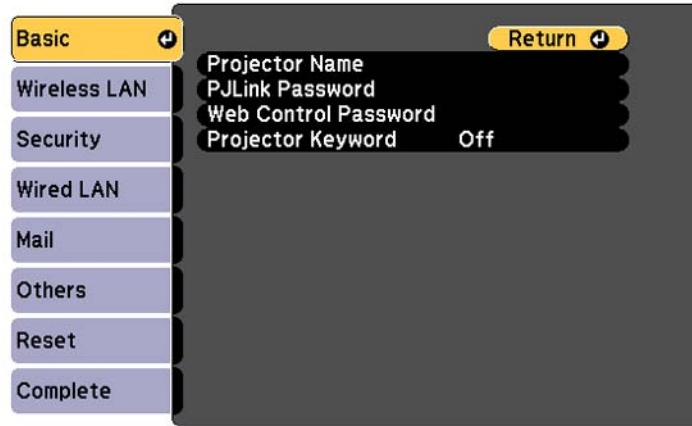 Basic
Wireless LAN
Security
Wired LAN
Mail
Others
Reset
Complete
Return
Projector Name
PJLink Password
Web Control Password
Projector Keyword Off